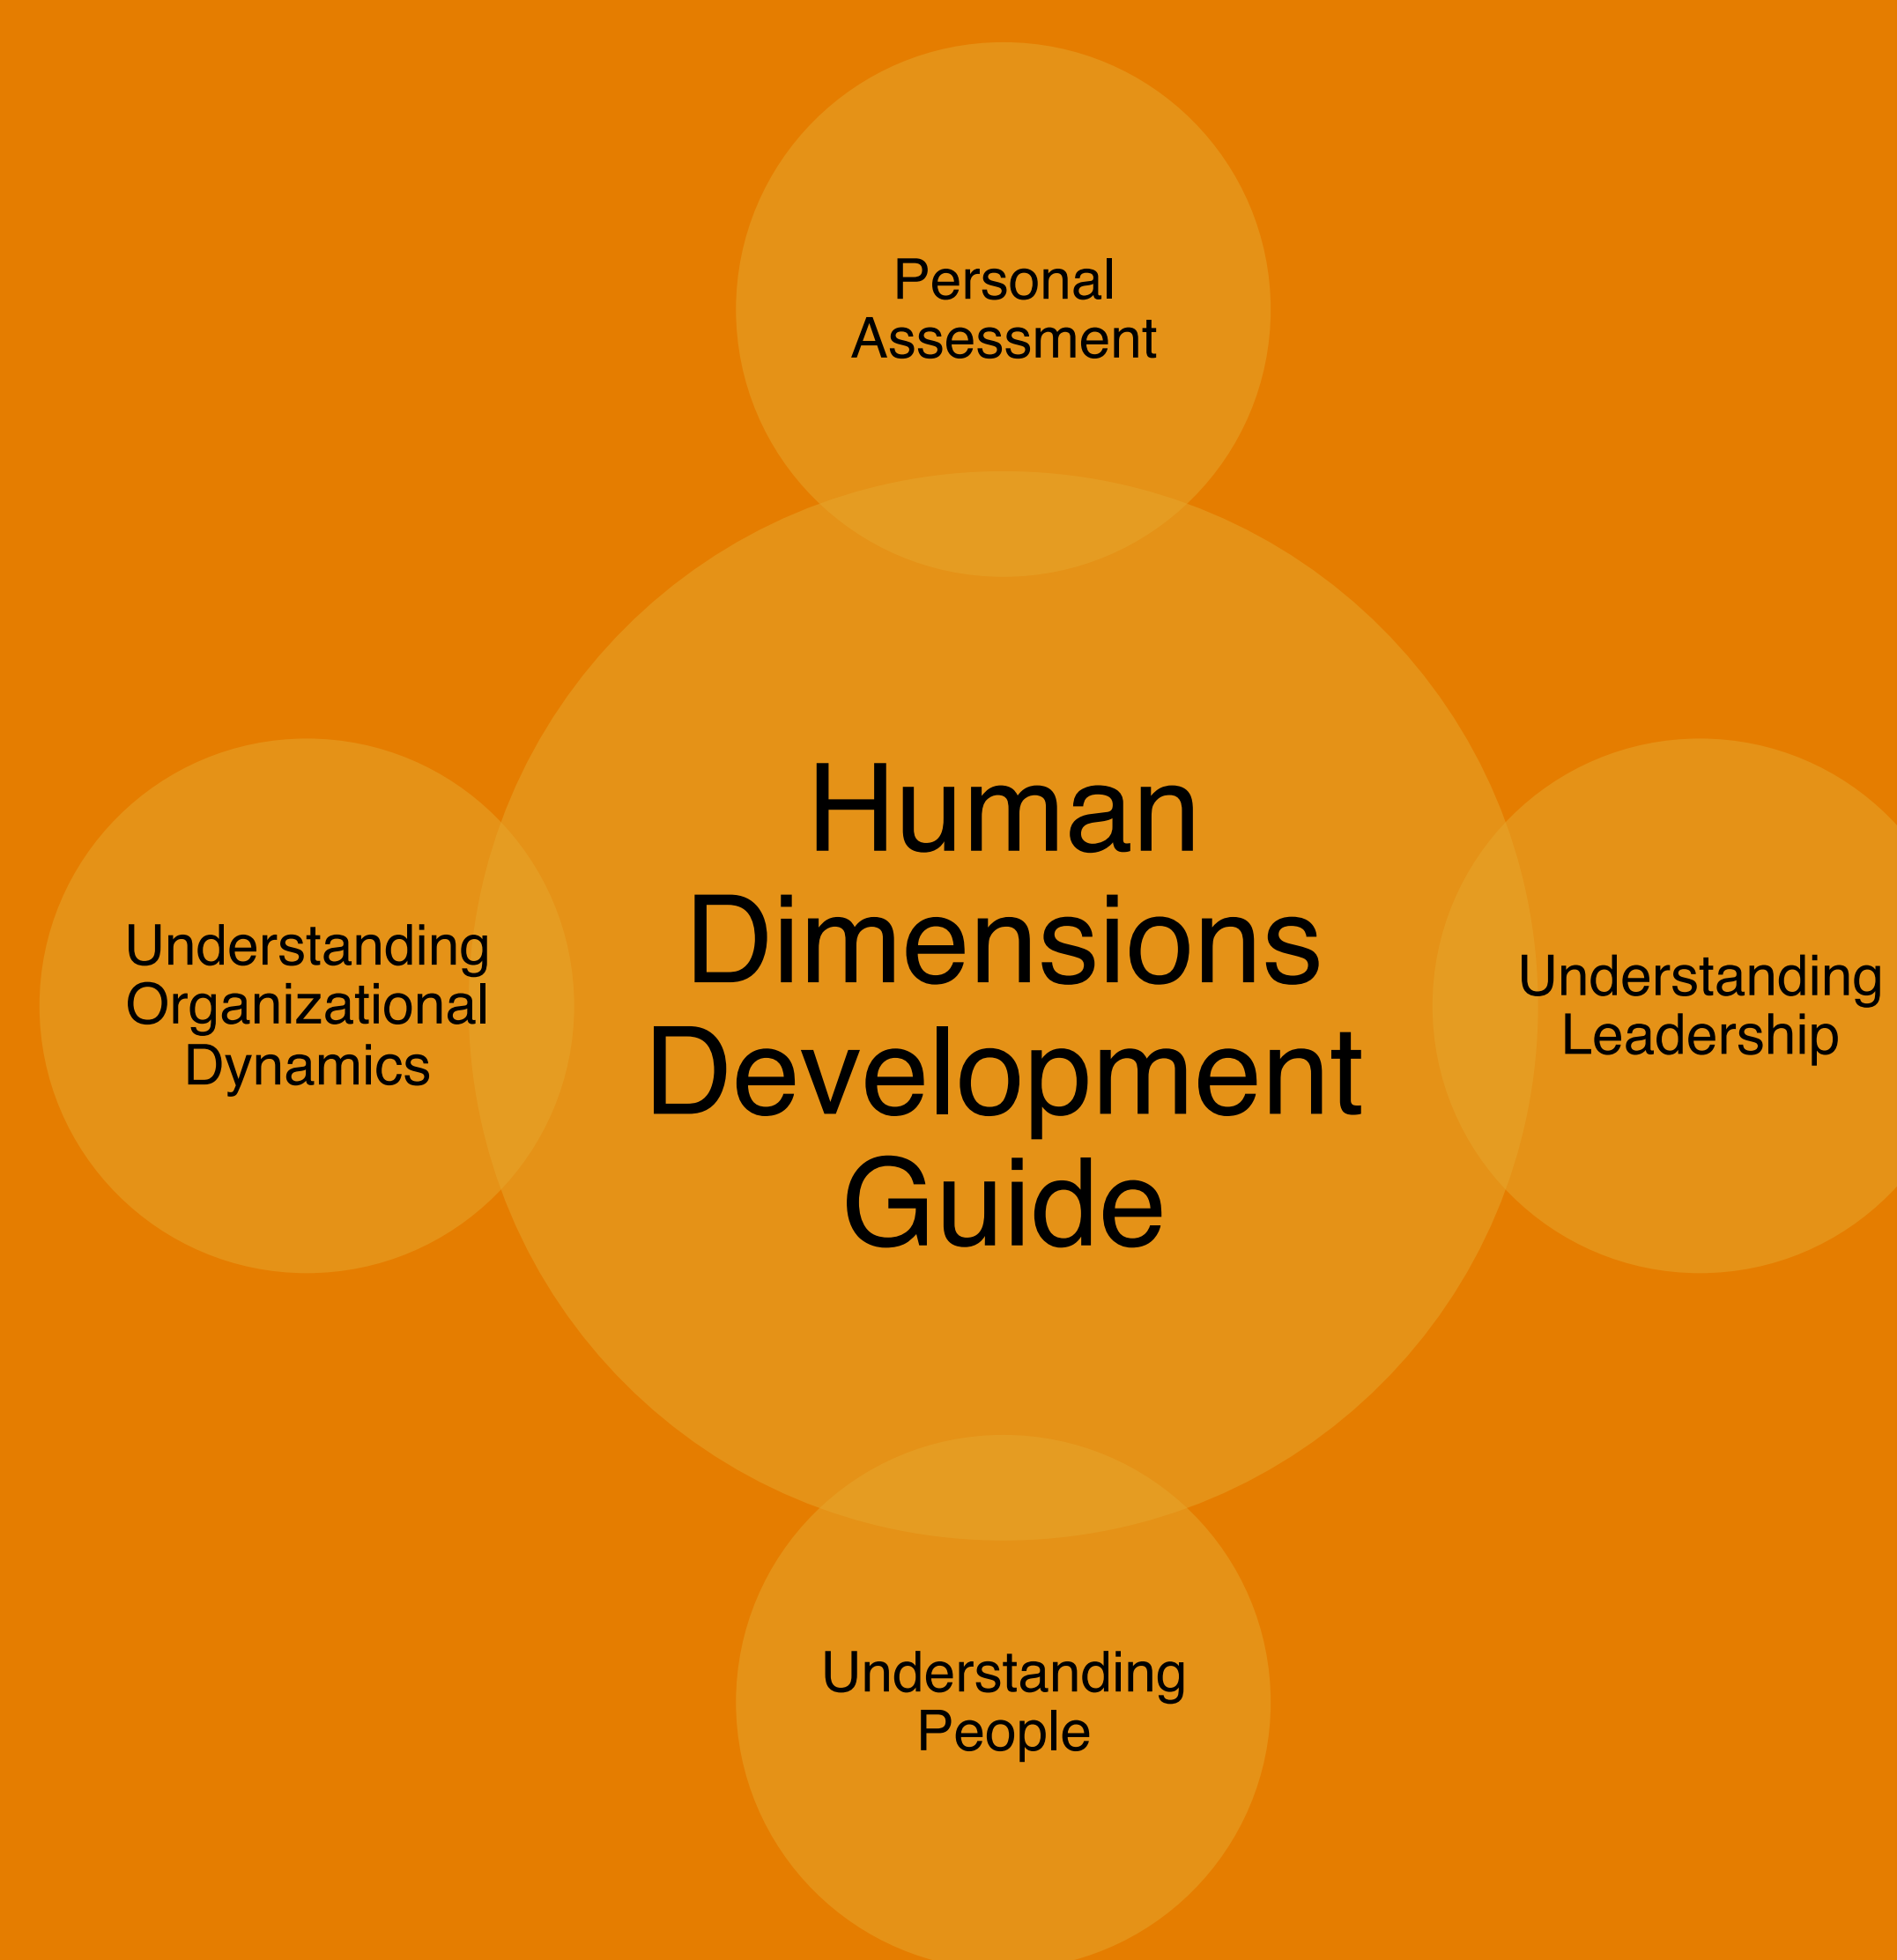 Personal
Assessment
Human
Dimensions
Development
Guide
Understanding
Organizational
Dynamics
Understanding
Leadership
Understanding
People